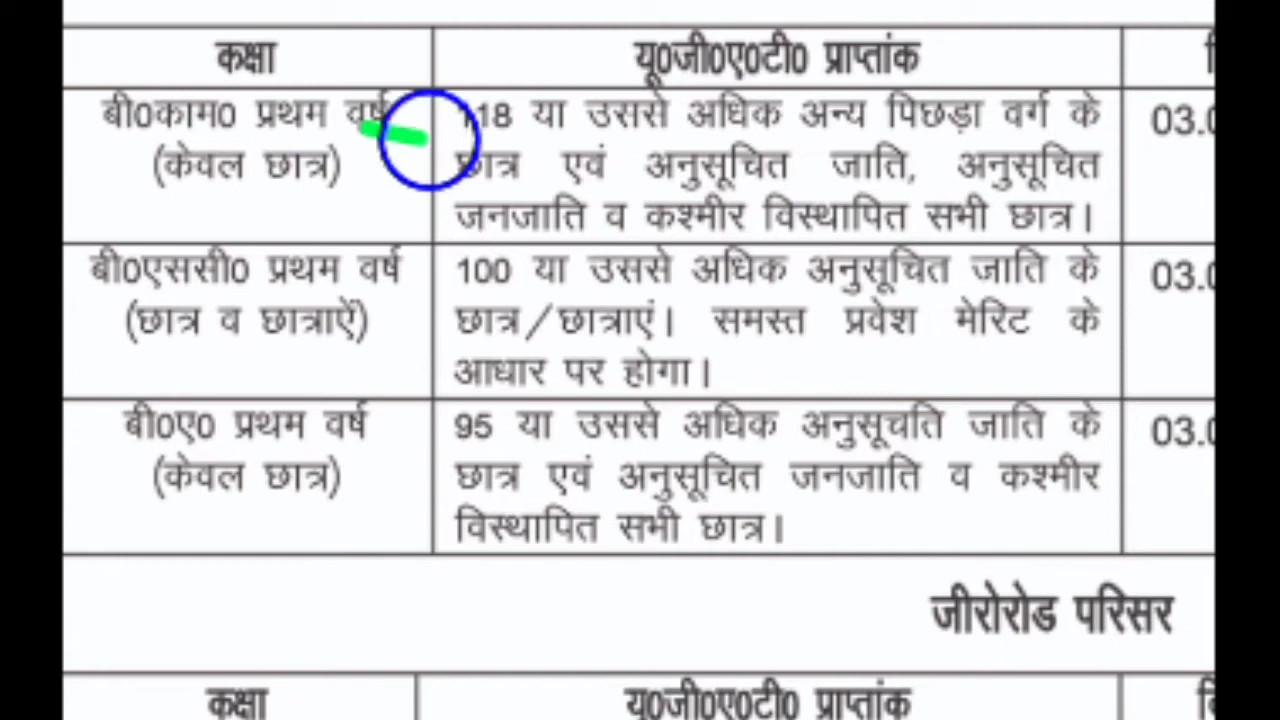 कक्षा यू0जी0ए0टी0 प्राप्तांक
बी0काम0 प्रथम वर्ष 118 या उससे अधिक अन्य पिछड़ा वर्ग के 03.0
(केवल छात्र) छात्र एवं अनुसूचित जाति, अनुसूचित
जनजाति व कश्मीर विस्थापित सभी छात्र।
बी0एससी0 प्रथम वर्ष 100 या उससे अधिक अनुसूचित जाति के 03.0
(छात्र व छात्राऐं) छात्र/छात्राएं। समस्त प्रवेश मेरिट के
आधार पर होगा।
बी0ए0 प्रथम वर्ष 95 या उससे अधिक अनुसूचति जाति के 03.0
(केवल छात्र) छात्र एवं अनुसूचित जनजाति व कश्मीर
विस्थापित सभी छात्र।
जीरोरोड परिसर
कक्षा यू0जी0ए0टी0 प्राप्तांक